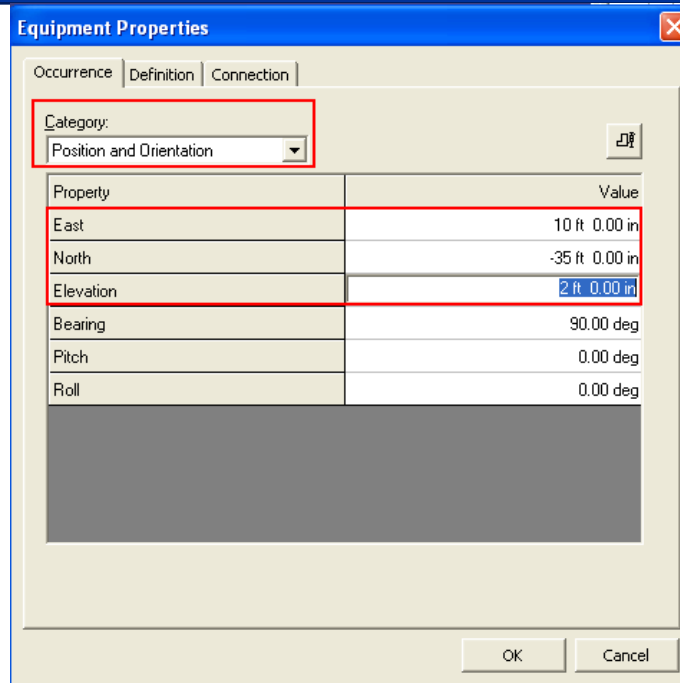 Equipment Properties
Occurrence Definition Connection
Category:
Position and Orientation
Property Value
East 10 ft 0.00 in
North -35 ft 0.00 in
Elevation 2 ft 0.00 in
Bearing 90.00 deg
Pitch 0.00 deg
Roll 0.00 deg
OK Cancel